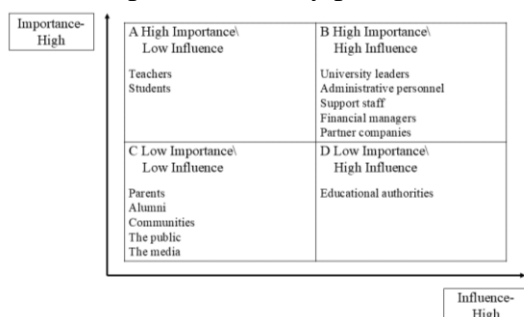 Importance-
High
A High Importance\
Low Influence
Teachers
Students
B High Importance\
High Influence
University leaders
Administrative personnel
Support staff
Financial managers
Partner companies
C Low Importance\
Low Influence
Parents
Alumni
Communities
The public
The media
D Low Importance\
High Influence
Educational authorities
Influence-
High